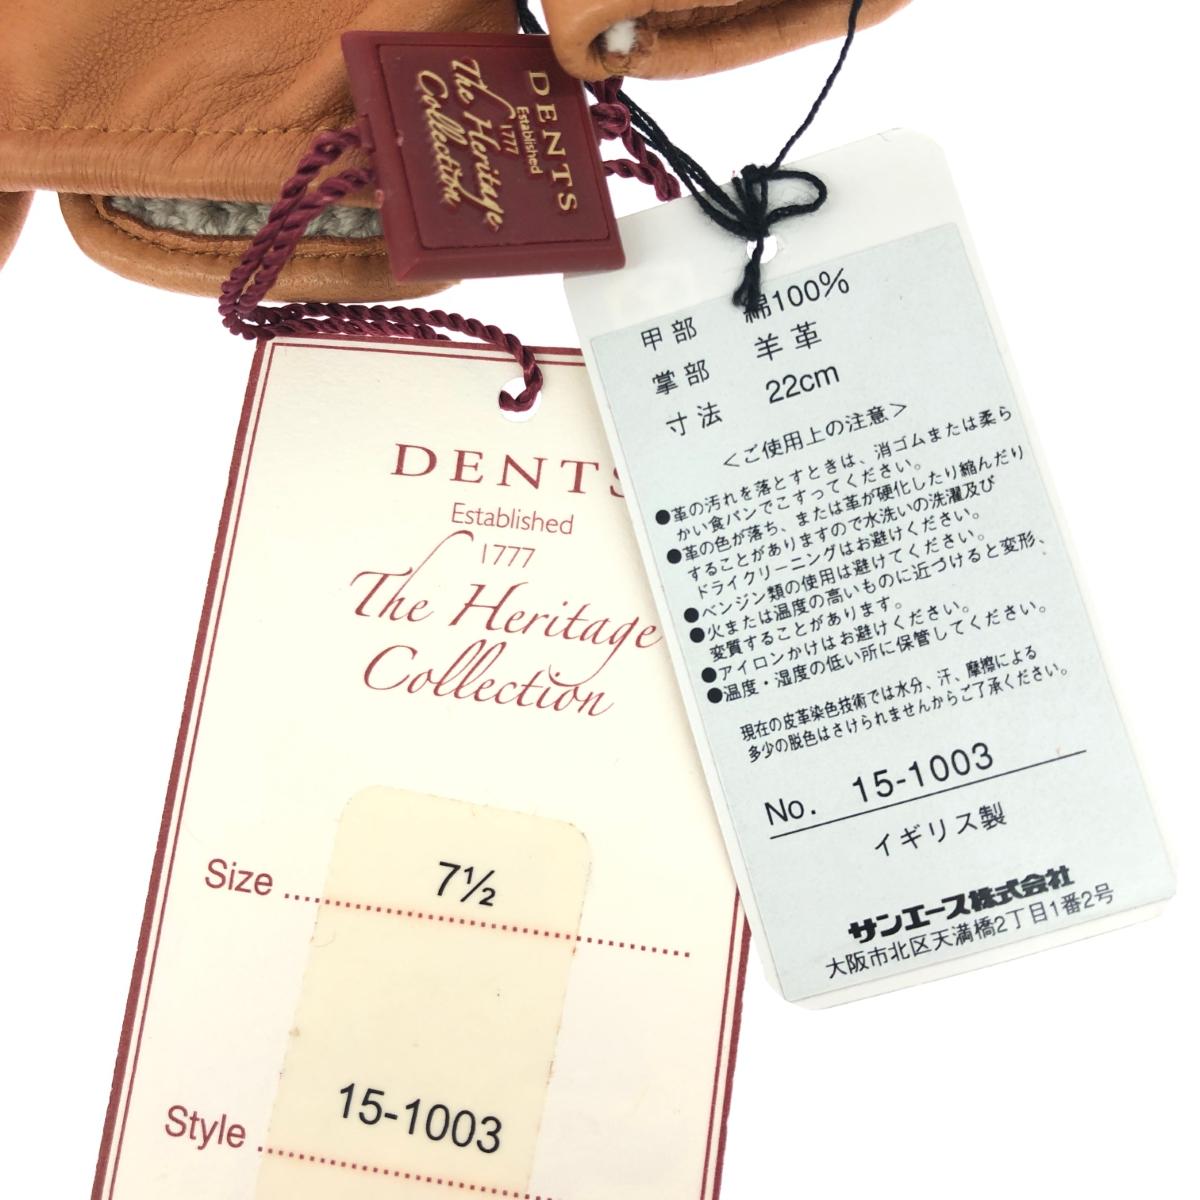 DENTS
Established
1777
The Heritage
Collection
DENTS
Established
1777
The Heritage
Collection
Size 7½
Style 15-1003
甲部 綿100%
掌部 羊革
寸法 22cm
<ご使用上の注意>
●革の汚れを落とすときは、消ゴムまたは柔ら
かい食パンでこすってください。
●革の色が落ち、または革が硬化したり縮んだり
することがありますので水洗いの洗濯及び
ドライクリーニングはお避けください。
●ベンジン類の使用は避けてください。
●火または温度の高いものに近づけると変形、
変質することがあります。
●アイロンかけはお避けください。
●温度・湿度の低い所に保管してください。
現在の皮革染色技術では水分、汗、摩擦による
多少の脱色はさけられませんからご了承ください。
No. 15-1003
イギリス製
サンエース株式会社
大阪市北区天満橋2丁目1番2号